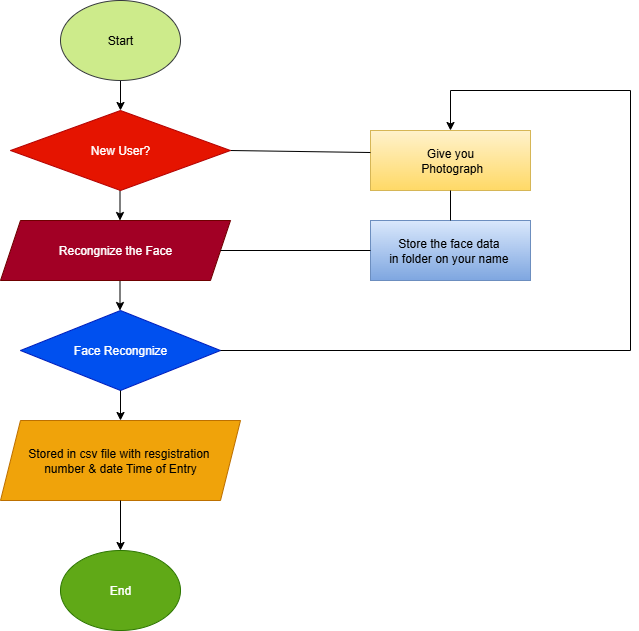 Start
New User?
Give you
Photograph
Recongnize the Face
Store the face data
in folder on your name
Face Recongnize
Stored in csv file with resgistration
number & date Time of Entry
End